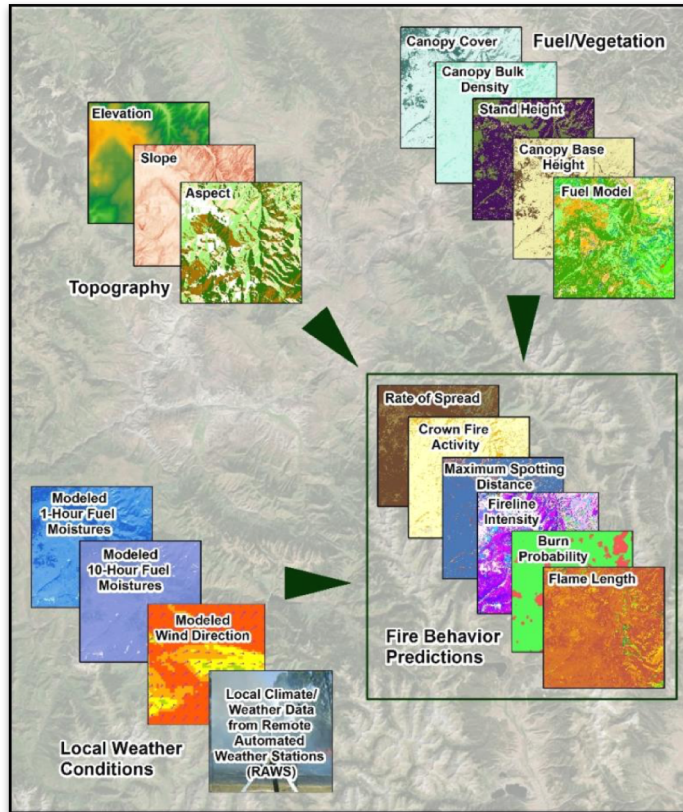 Canopy Cover
Fuel/Vegetation
Canopy Bulk
Density
Stand Height
Canopy Base
Height
Fuel Model
Elevation
Slope
Aspect
Topography
Rate of Spread
Crown Fire
Activity
Maximum Spotting
Distance
Fireline
Intensity
Burn
Probability
Flame Length
Fire Behavior
Predictions
Modeled
1-Hour Fuel
Moistures
Modeled
10-Hour Fuel
Moistures
Modeled
Wind Direction
Local Climate/
Weather Data
from Remote
Automated
Weather Stations
(RAWS)
Local Weather
Conditions